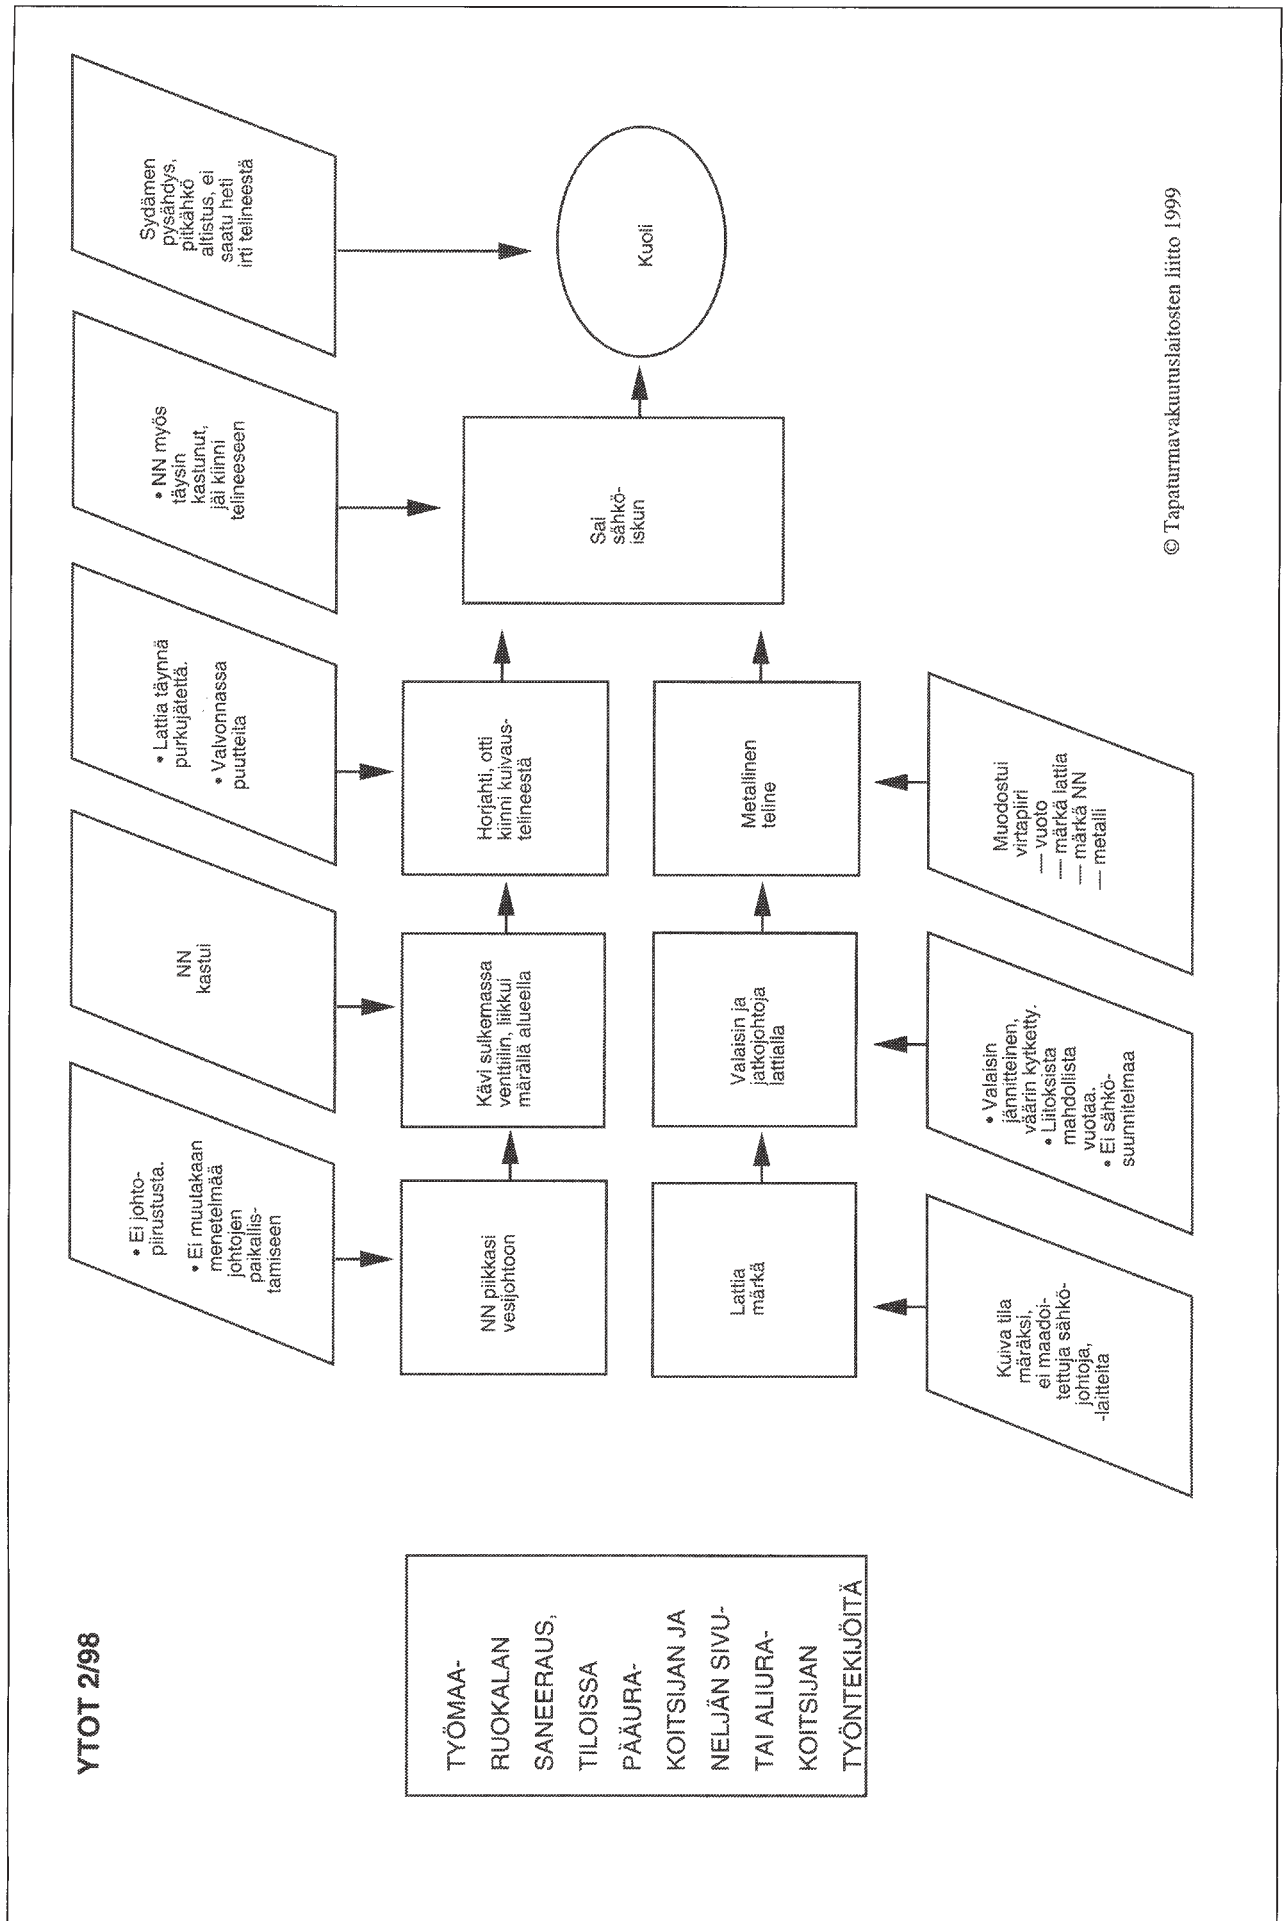 YTOT 2/98
TYÖMAA-
RUOKALAN
SANEERAUS,
TILOISSA
PÄÄURA-
KOITSIJAN JA
NELJÄN SIVU-
TAI ALIURA-
KOITSIJAN
TYÖNTEKIJÖITÄ
• Ei johto-
piirustusta.
• Ei muutakaan
menetelmää
johtojen
paikallis-
tamiseen
NN
kastui
• Lattia täynnä
purkujätettä.
• Valvonnassa
puutteita
• NN myös
täysin
kastunut,
jäi kiinni
telineeseen
Sydämen
pysähdys,
pitkähkö
altistus, ei
saatu heti
irti telineestä
NN piikkasi
vesijohtoon
Kävi sulkemassa
venttiilin, liikkui
märällä alueella
Horjahti, otti
kiinni kuivaus-
telineestä
Sai
sähkö-
iskun
Kuoli
Lattia
märkä
Valaisin ja
jatkojohtoja
lattialla
Metallinen
teline
Kuiva tila
märäksi,
ei maadoi-
tettuja sähkö-
johtoja,
-laitteita
• Valaisin
jännitteinen,
väärin kytketty.
• Liitoksista
mahdollista
vuotaa.
• Ei sähkö-
suunnitelmaa
Muodostui
virtapiiri
— vuoto
— märkä lattia
— märkä NN
— metalli
© Tapaturmavakuutuslaitosten liitto 1999